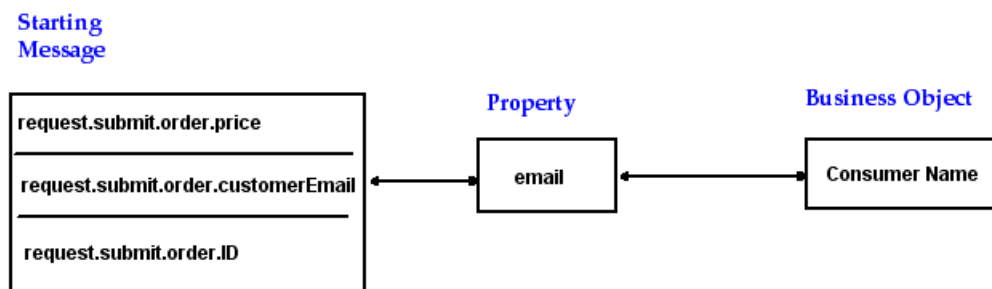 Starting
Message
Property
Business Object
request.submit.order.price
request.submit.order.customerEmail
request.submit.order.ID
email
Consumer Name